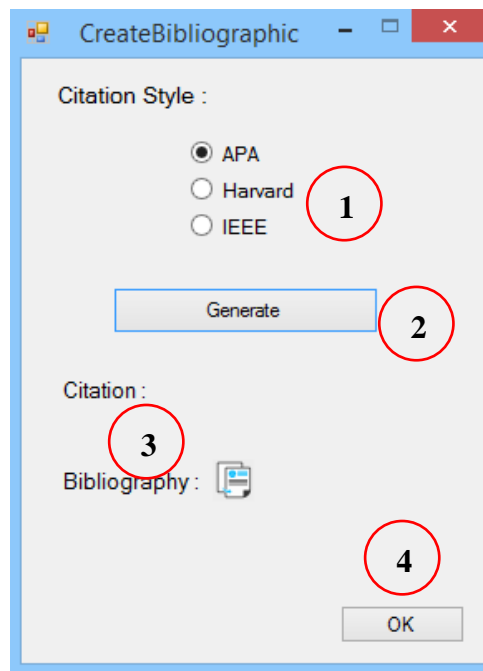 CreateBibliographic
Citation Style :
APA
Harvard
1
IEEE
Generate
2
Citation :
3
Bibliography :
4
OK